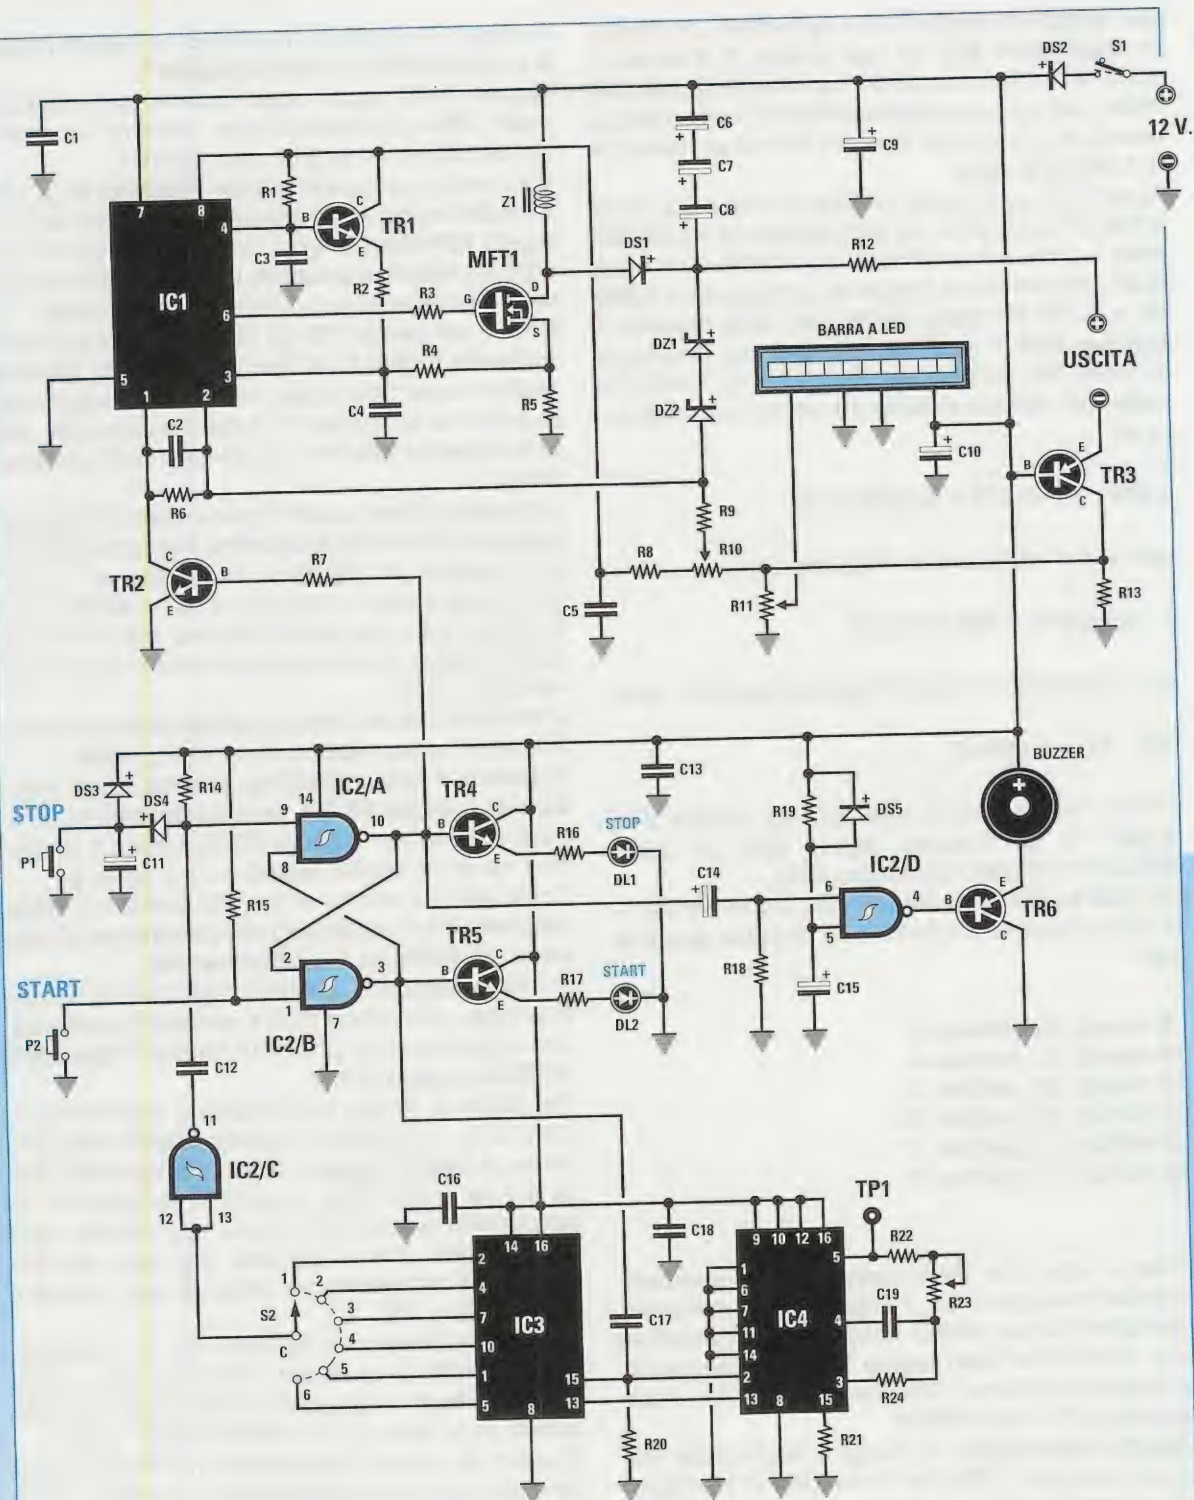 DS2
S1
12 V.
C1
C6
C7
C8
C9
7
8
R1
4
B
C
TR1
E
C3
R2
Z1
IC1
MFT1
DS1
R12
6
R3
G
D
S
5
3
R4
R5
C4
DZ1
DZ2
BARRA A LED
USCITA
1
2
C2
R6
C10
B
E
TR3
C
R9
R8
R10
TR2
C
B
E
R7
C5
R11
R13
BUZZER
DS3
R14
IC2/A
TR4
C13
R19
DS5
STOP
DS4
9
14
10
B
C
E
R16
STOP
DL1
P1
C11
8
R15
C14
IC2/D
6
5
4
B
E
TR6
C
TR5
START
2
3
1
7
B
C
E
R17
START
DL2
R18
C15
P2
IC2/B
C12
11
IC2/C
12
13
C16
C18
TP1
14
16
9
10
12
16
5
R22
R23
1
2
3
4
5
6
S2
C
2
4
7
10
1
5
IC3
15
13
8
C17
1
6
7
11
14
2
13
IC4
4
3
15
8
C19
R24
R20
R21